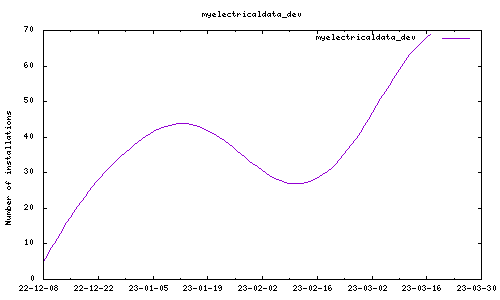 myelectricaldata_dev
myelectricaldata_dev
Number of installations
70
60
50
40
30
20
10
0
22-12-08 22-12-22 23-01-05 23-01-19 23-02-02 23-02-16 23-03-02 23-03-16 23-03-30